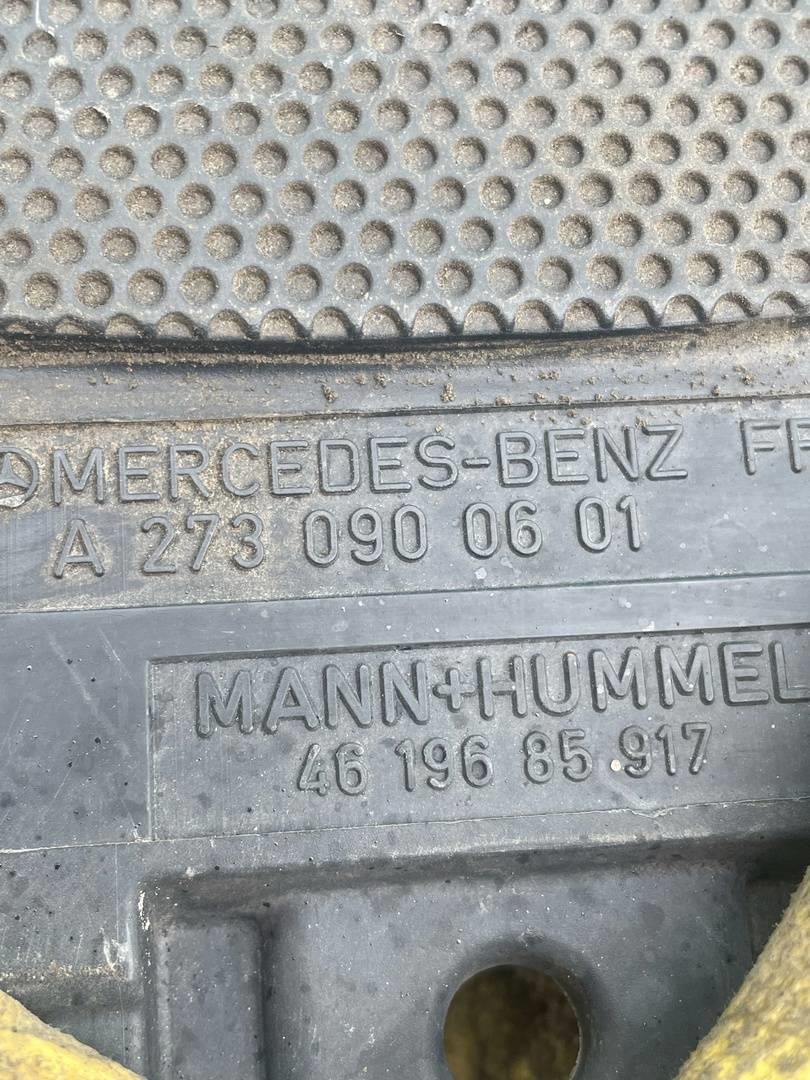 MERCEDES-BENZ
A 273 090 06 01
MANN+HUMMEL
46 196 85 917